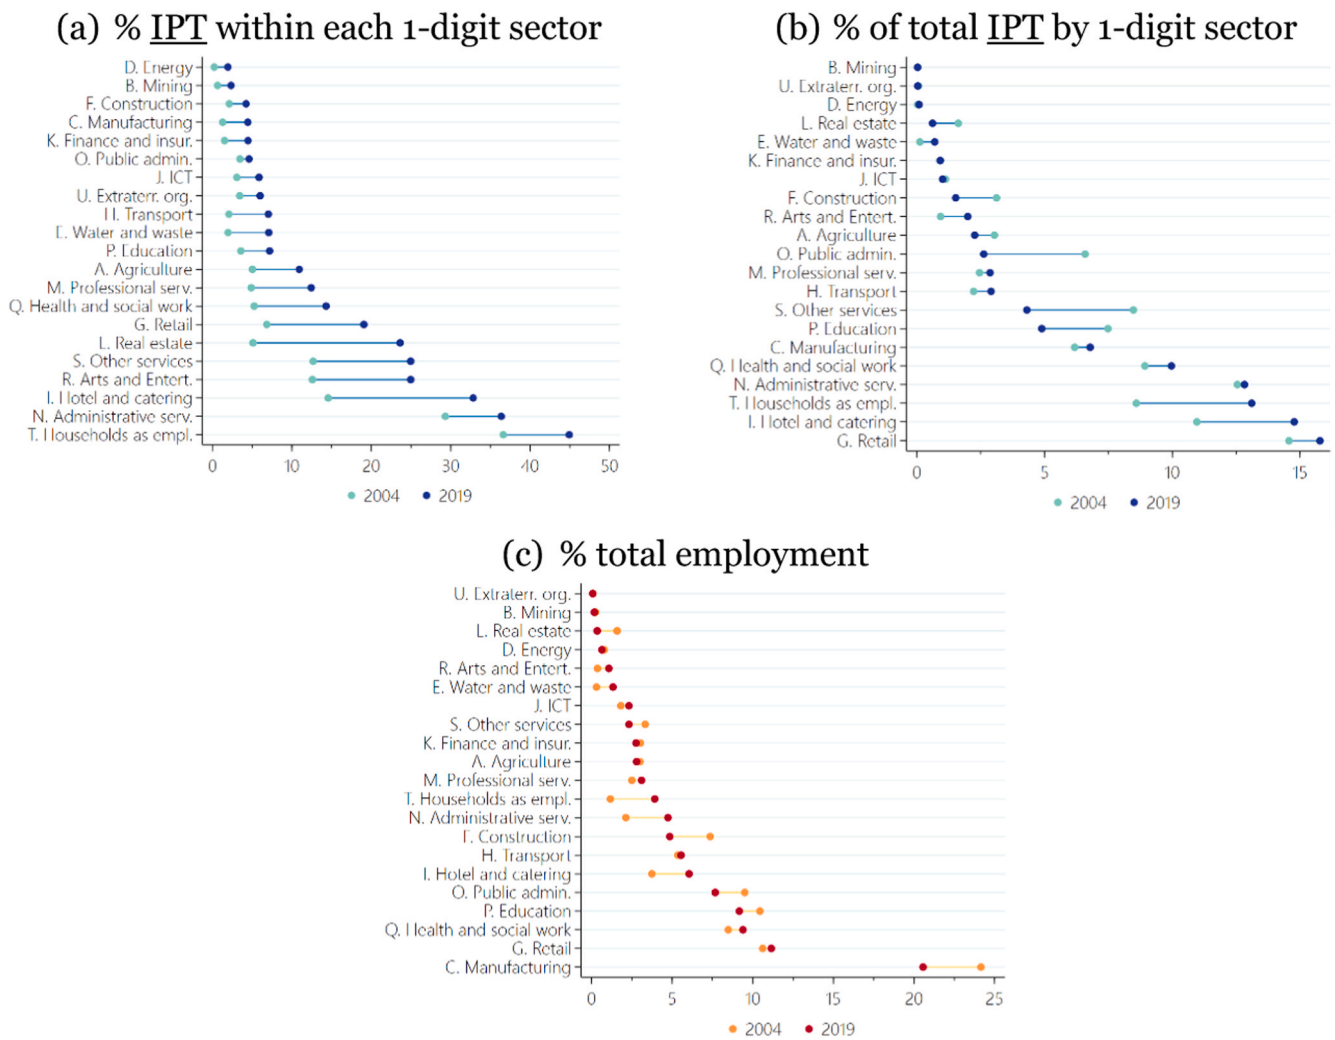 (a) % IPT within each 1-digit sector
D. Energy
B. Mining
F. Construction
C. Manufacturing
K. Finance and insur.
O. Public admin.
J. ICT
U. Extraterr. org.
H. Transport
E. Water and waste
P. Education
A. Agriculture
M. Professional serv.
Q. Health and social work
G. Retail
L. Real estate
S. Other services
R. Arts and Entert.
I. Hotel and catering
N. Administrative serv.
T. Households as empl.
0 10 20 30 40 50
2004 2019
(b) % of total IPT by 1-digit sector
B. Mining
U. Extraterr. org.
D. Energy
L. Real estate
E. Water and waste
K. Finance and insur.
J. ICT
F. Construction
R. Arts and Entert.
A. Agriculture
O. Public admin.
M. Professional serv.
H. Transport
S. Other services
P. Education
C. Manufacturing
Q. Health and social work
N. Administrative serv.
T. Households as empl.
I. Hotel and catering
G. Retail
0 5 10 15
2004 2019
(c) % total employment
U. Extraterr. org.
B. Mining
L. Real estate
D. Energy
R. Arts and Entert.
E. Water and waste
J. ICT
S. Other services
K. Finance and insur.
A. Agriculture
M. Professional serv.
T. Households as empl.
N. Administrative serv.
F. Construction
H. Transport
I. Hotel and catering
O. Public admin.
P. Education
Q. Health and social work
G. Retail
C. Manufacturing
0 5 10 15 20 25
2004 2019